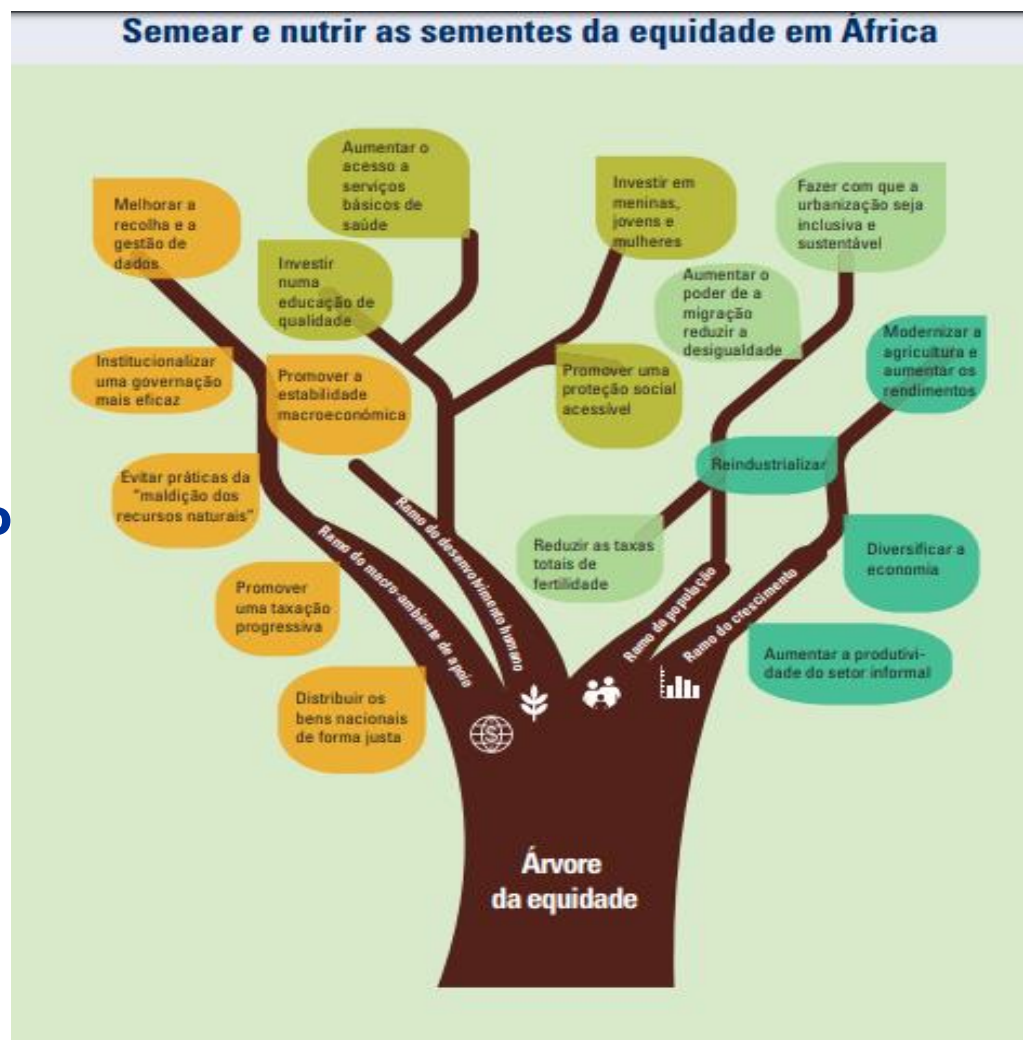 Semear e nutrir as sementes da equidade em África
Melhorar a
recolha e a
gestão de
dados
Institucionalizar
uma governação
mais eficaz
Promover a
estabilidade
macroeconómica
Evitar práticas da
"maldição dos
recursos naturais"
Promover
uma taxação
progressiva
Distribuir os
bens nacionais
de forma justa
Ramo do macro-ambiente de apoio
Aumentar o
acesso a
serviços
básicos de
saúde
Investir
numa
educação de
qualidade
Investir em
meninas,
jovens e
mulheres
Promover uma
proteção social
acessível
Ramo do desenvolvimento humano
Fazer com que a
urbanização seja
inclusiva e
sustentável
Aumentar o
poder de a
migração
reduzir a
desigualdade
Reduzir as taxas
totais de
fertilidade
Ramo da população
Modernizar a
agricultura e
aumentar os
rendimentos
Reindustrializar
Diversificar a
economia
Aumentar a produtivi-
dade do setor informal
Ramo do crescimento
$
Árvore
da equidade